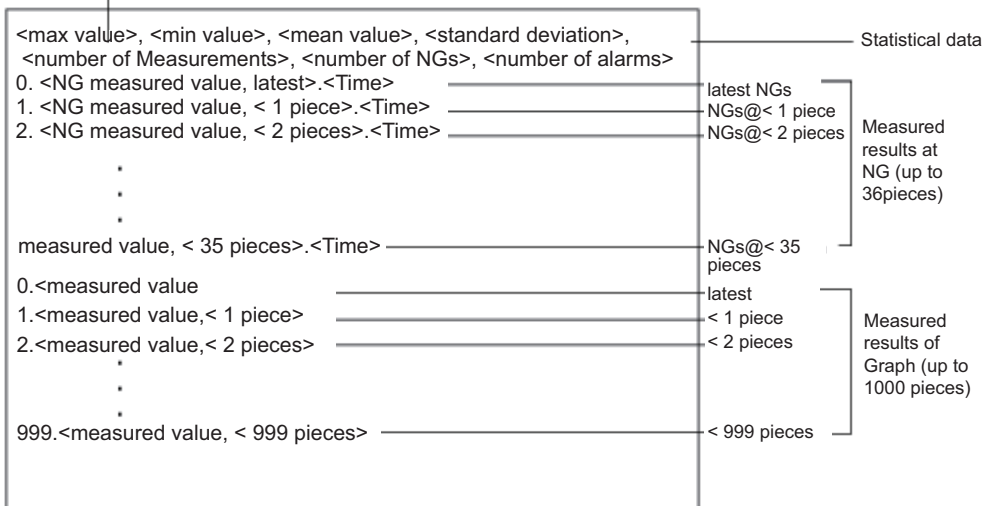 <max value>, <min value>, <mean value>, <standard deviation>,
<number of Measurements>, <number of NGs>, <number of alarms>
Statistical data
0. <NG measured value, latest>.<Time>
latest NGs
1. <NG measured value, < 1 piece>.<Time>
NGs@< 1 piece
2. <NG measured value, < 2 pieces>.<Time>
NGs@< 2 pieces
Measured
results at
NG (up to
36pieces)
measured value, < 35 pieces>.<Time>
NGs@< 35
pieces
0.<measured value
latest
1.<measured value,< 1 piece>
< 1 piece
2.<measured value,< 2 pieces>
< 2 pieces
Measured
results of
Graph (up to
1000 pieces)
999.<measured value, < 999 pieces>
< 999 pieces